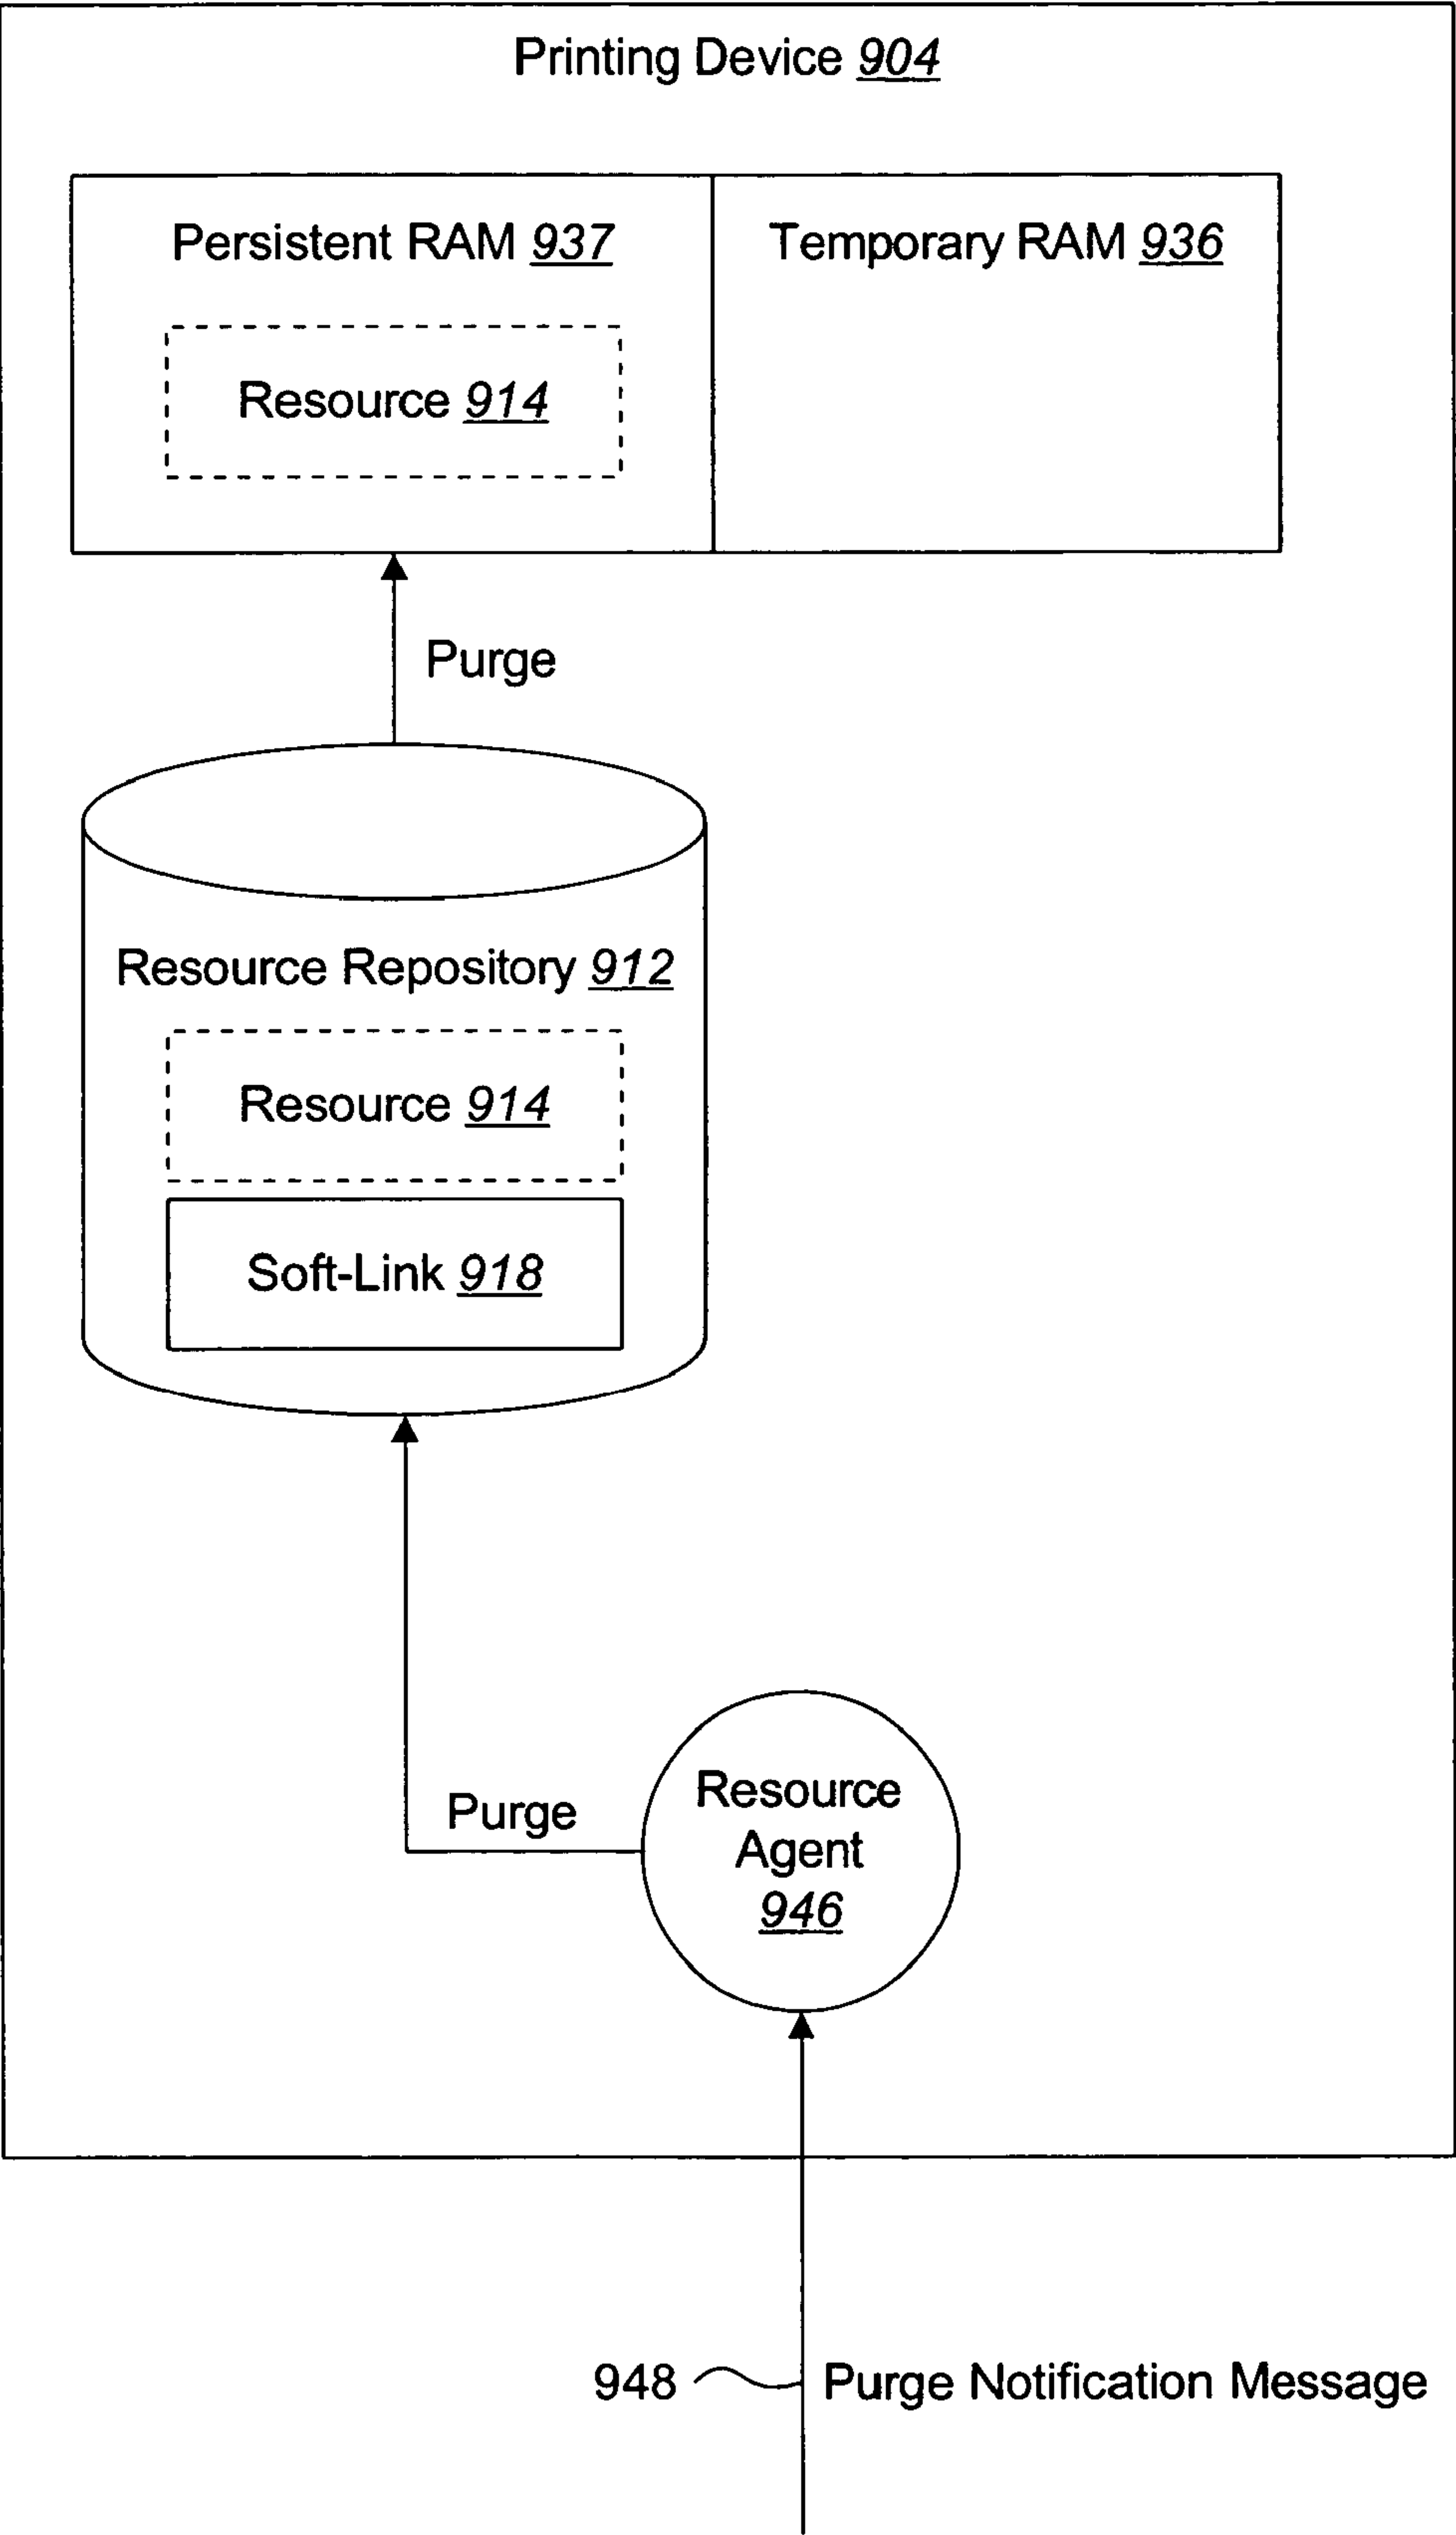 Printing Device 904
Persistent RAM 937
Temporary RAM 936
Resource 914
Purge
Resource Repository 912
Resource 914
Soft-Link 918
Purge
Resource
Agent
946
948
Purge Notification Message